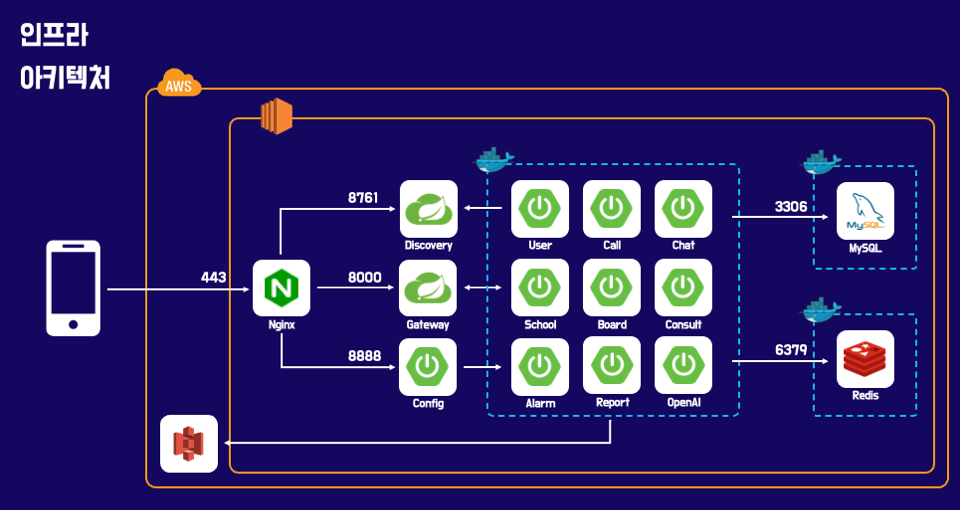 인프라
아키텍처
AWS
8761
Discovery
User
Call
Chat
3306
MySQL
MySQL
443
Nginx
8000
Gateway
School
Board
Consult
8888
Config
Alarm
Report
OpenAI
6379
Redis